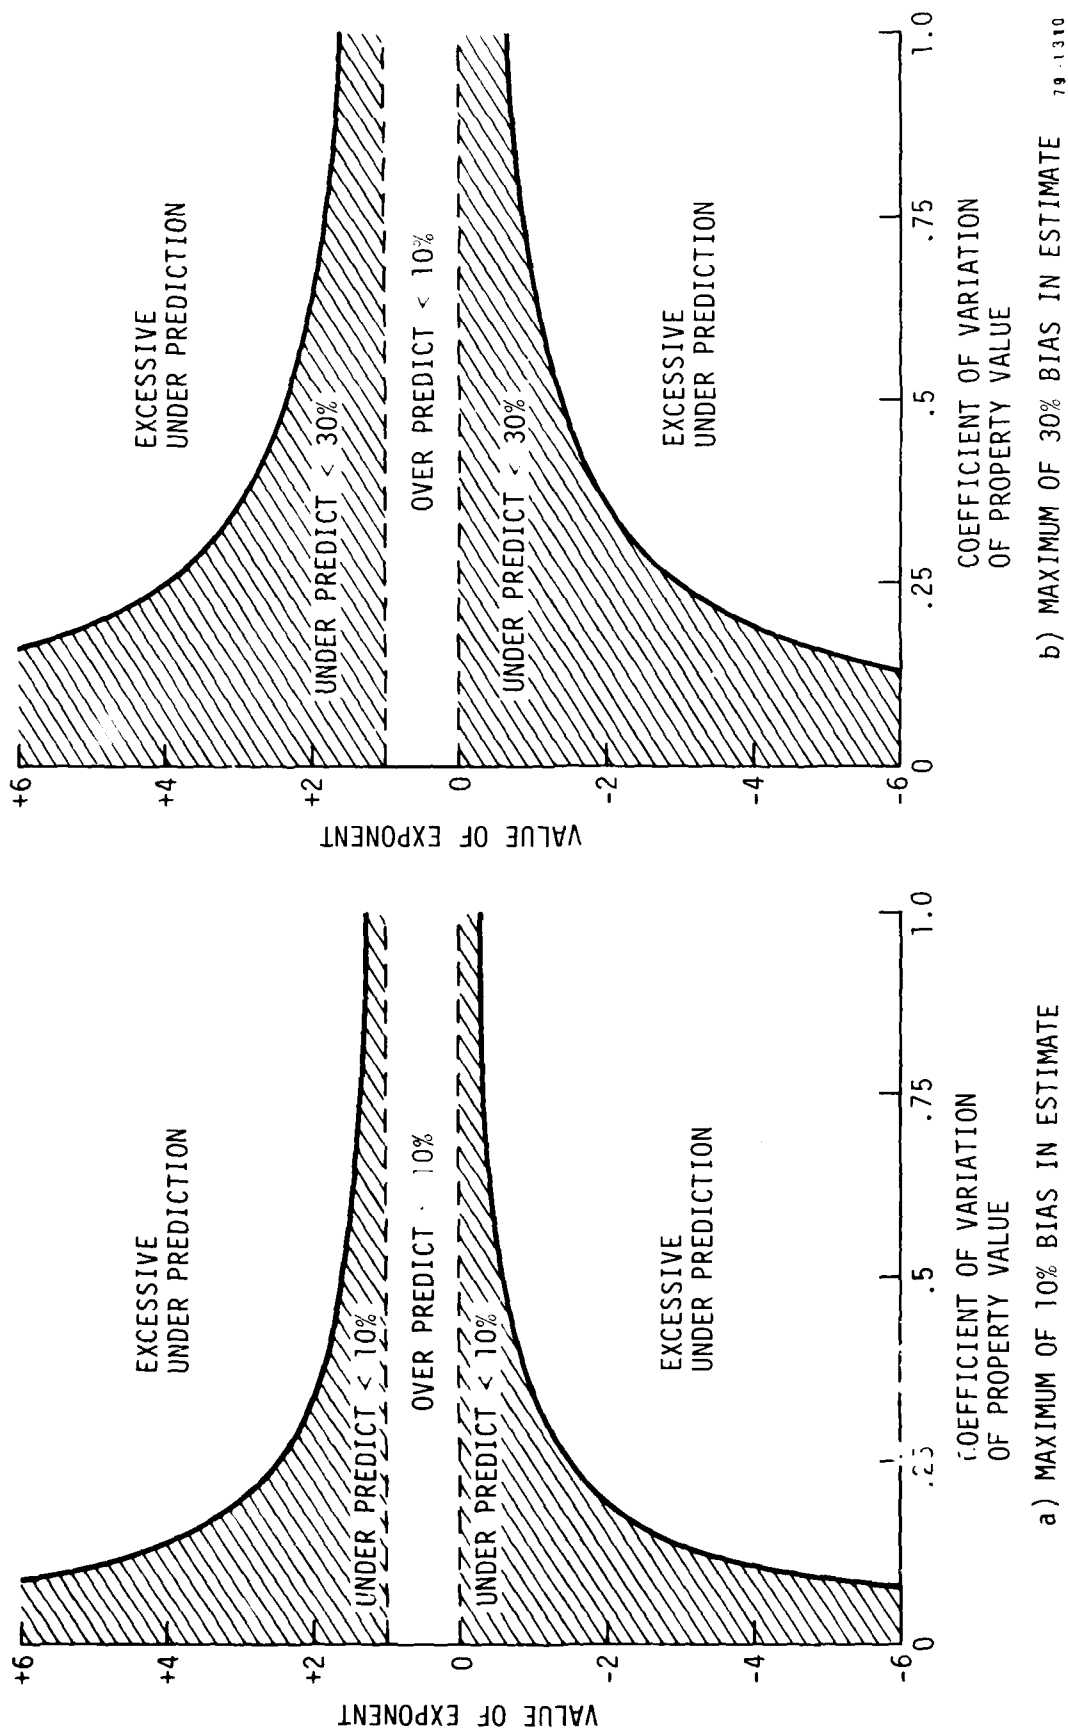 +6
+4
+2
0
-2
-4
-6
VALUE OF EXPONENT
EXCESSIVE
UNDER PREDICTION
UNDER PREDICT < 10%
OVER PREDICT · 10%
UNDER PREDICT < 10%
EXCESSIVE
UNDER PREDICTION
0
.25
.5
.75
1.0
COEFFICIENT OF VARIATION
OF PROPERTY VALUE
a) MAXIMUM OF 10% BIAS IN ESTIMATE
+6
+4
+2
0
-2
-4
-6
VALUE OF EXPONENT
EXCESSIVE
UNDER PREDICTION
UNDER PREDICT < 30%
OVER PREDICT < 10%
UNDER PREDICT < 30%
EXCESSIVE
UNDER PREDICTION
0
.25
.5
.75
1.0
COEFFICIENT OF VARIATION
OF PROPERTY VALUE
b) MAXIMUM OF 30% BIAS IN ESTIMATE
79-1310